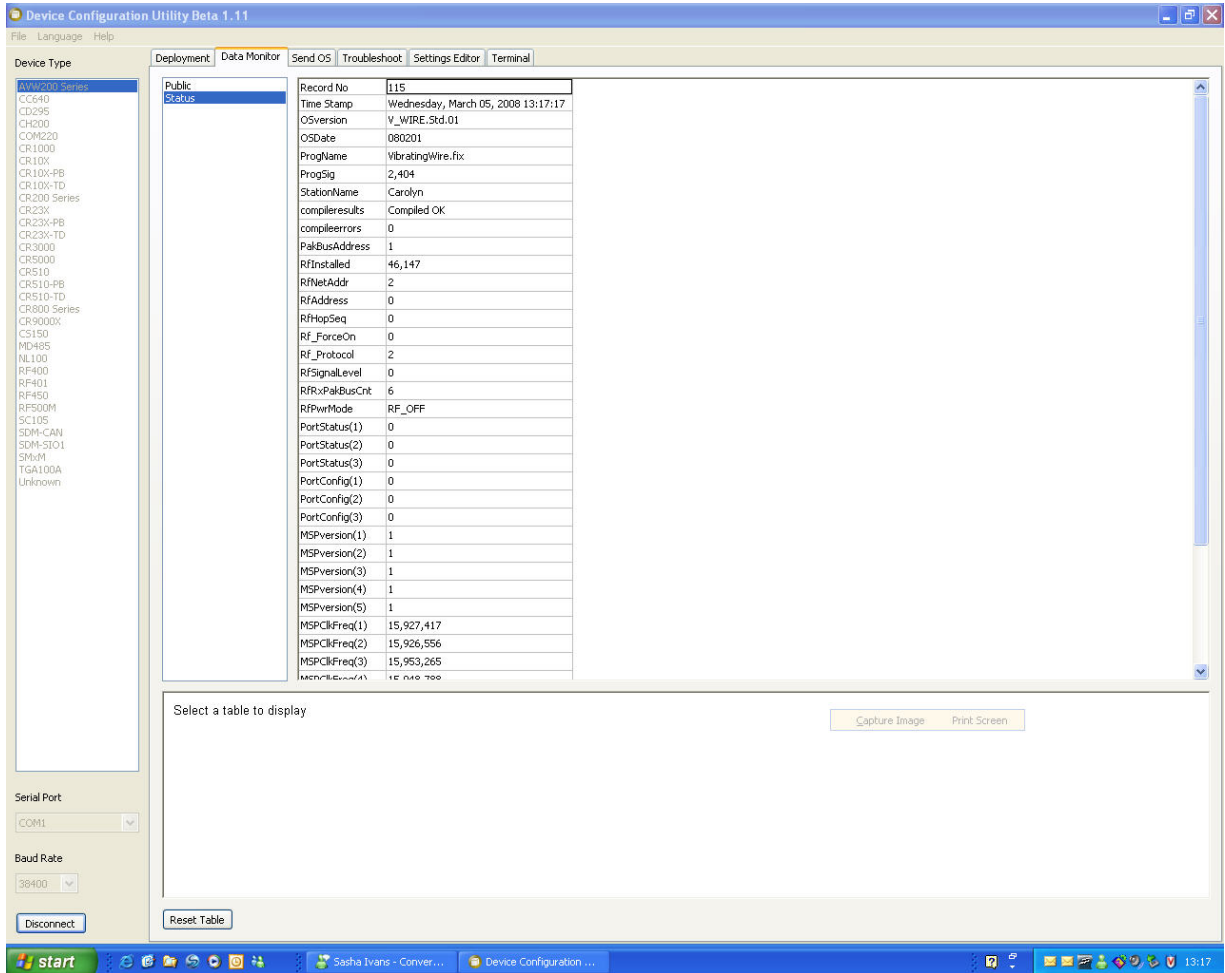 Device Configuration Utility Beta 1.11
File Language Help
Device Type
Deployment Data Monitor Send OS Troubleshoot Settings Editor Terminal
AVW200 Series
CC640
CD295
CH200
COM220
CR1000
CR10X
CR10X-PB
CR10X-TD
CR200 Series
CR23X
CR23X-PB
CR23X-TD
CR3000
CR5000
CR510
CR510-PB
CR510-TD
CR800 Series
CR9000X
CS150
MD485
NL100
RF400
RF401
RF450
RF500M
SC105
SDM-CAN
SDM-SIO1
SMxM
TGA100A
Unknown
Public
Status
Record No 115
Time Stamp Wednesday, March 05, 2008 13:17:17
OSversion V_WIRE.Std.01
OSDate 080201
ProgName VibratingWire.fix
ProgSig 2,404
StationName Carolyn
compileresults Compiled OK
compileerrors 0
PakBusAddress 1
RfInstalled 46,147
RfNetAddr 2
RfAddress 0
RfHopSeq 0
Rf_ForceOn 0
Rf_Protocol 2
RfSignalLevel 0
RfRxPakBusCnt 6
RfPwrMode RF_OFF
PortStatus(1) 0
PortStatus(2) 0
PortStatus(3) 0
PortConfig(1) 0
PortConfig(2) 0
PortConfig(3) 0
MSPversion(1) 1
MSPversion(2) 1
MSPversion(3) 1
MSPversion(4) 1
MSPversion(5) 1
MSPClkFreq(1) 15,927,417
MSPClkFreq(2) 15,926,556
MSPClkFreq(3) 15,953,265
MSPClkFreq(4) 15,948,788
Select a table to display
Capture Image Print Screen
Serial Port
COM1
Baud Rate
38400
Disconnect
Reset Table
start
Sasha Ivans - Conver...
Device Configuration ...
13:17